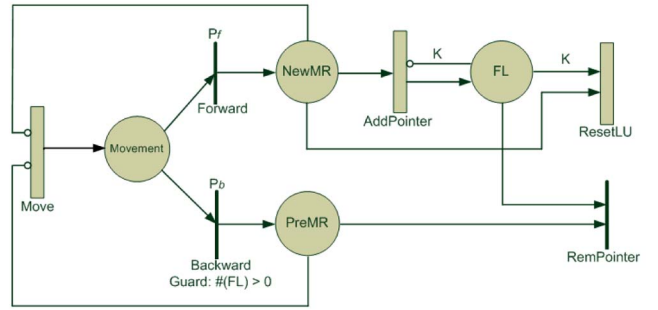 Pf
Forward
NewMR
K
AddPointer
FL
K
ResetLU
Movement
Move
Pb
Backward
Guard: #(FL) > 0
PreMR
RemPointer